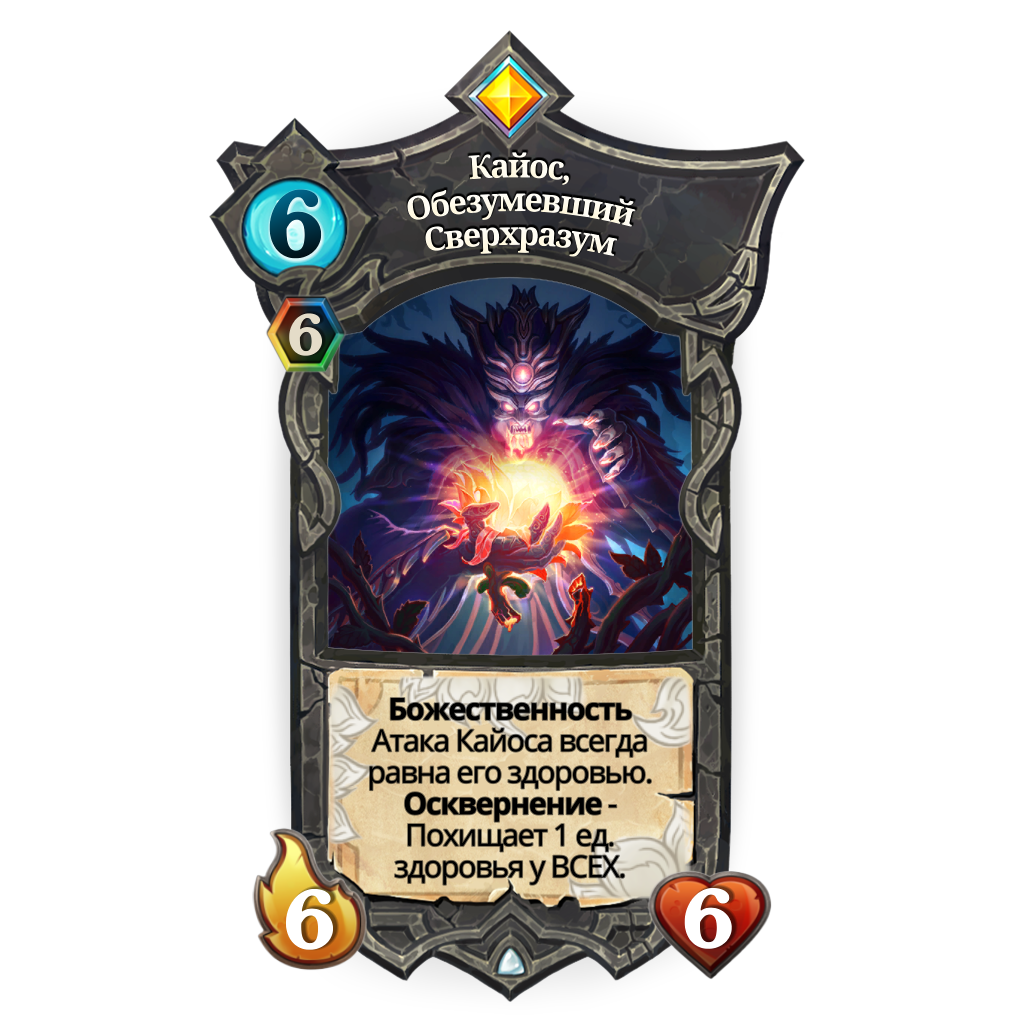 Кайос,
Обезумевший
Сверхразум
6
6
Божественность
Атака Кайоса всегда
равна его здоровью.
Осквернение -
Похищает 1 ед.
здоровья у ВСЕХ.
6
6